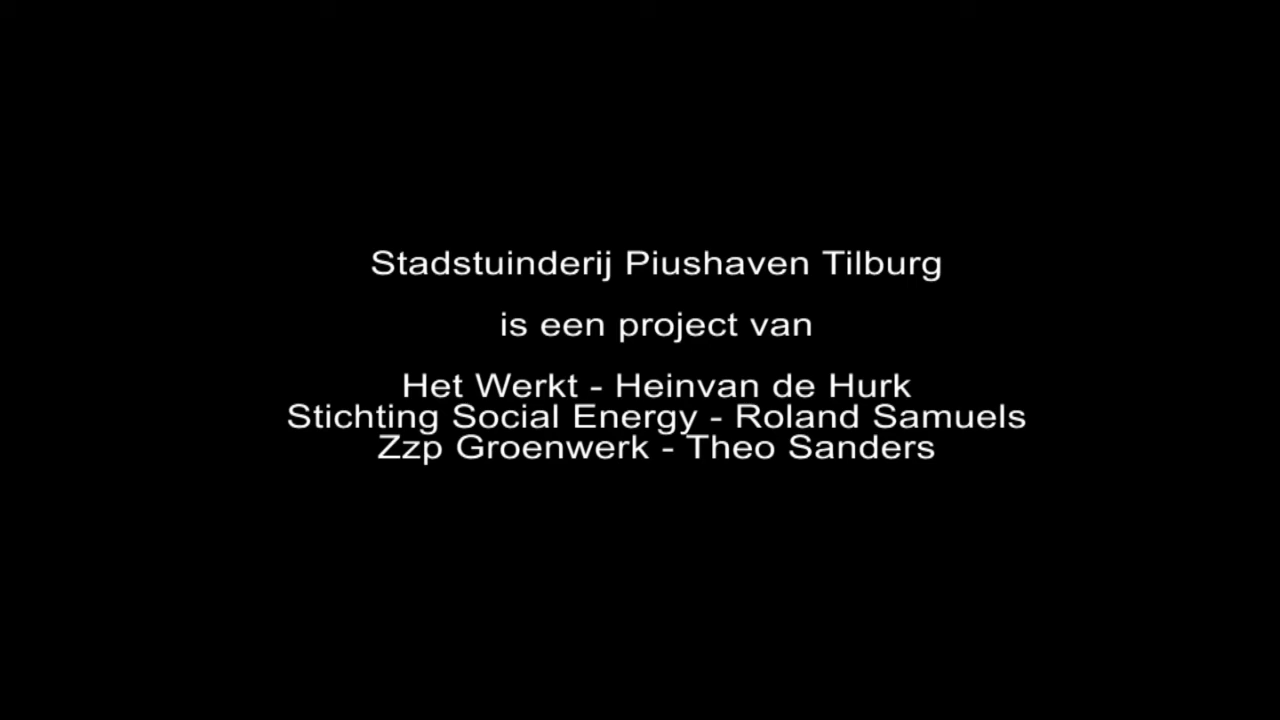 Stadstuinderij Piushaven Tilburg
is een project van
Het Werkt - Heinvan de Hurk
Stichting Social Energy - Roland Samuels
Zzp Groenwerk - Theo Sanders